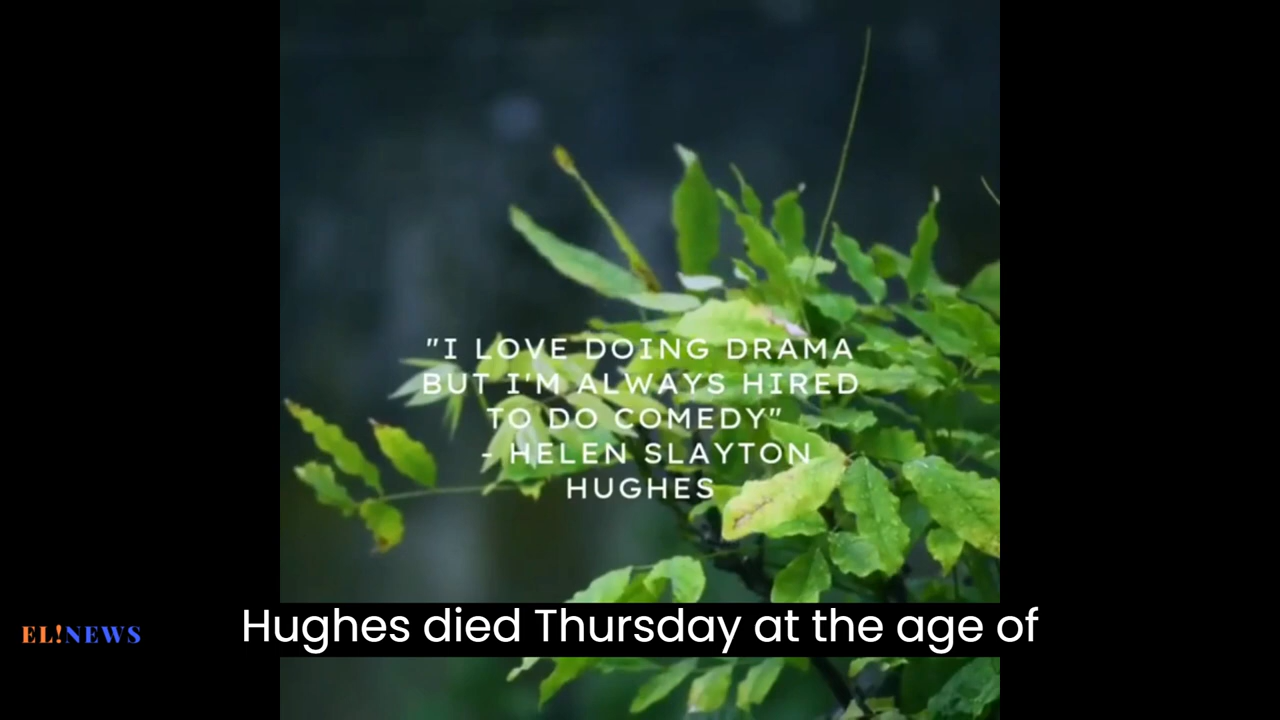 "I LOVE DOING DRAMA
BUT I'M ALWAYS HIRED
TO DO COMEDY"
- HELEN SLAYTON
HUGHES
Hughes died Thursday at the age of
EL!NEWS